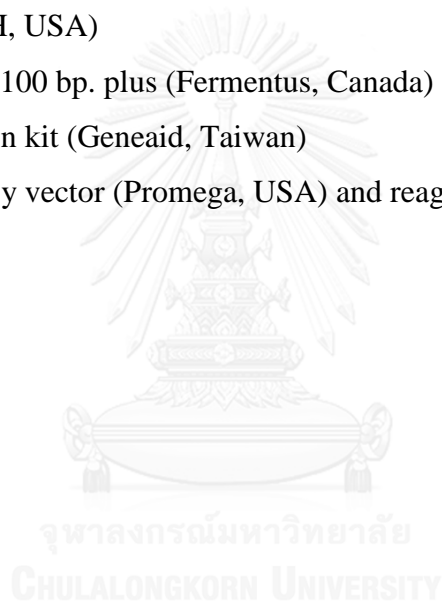 H, USA)
100 bp. plus (Fermentus, Canada)
n kit (Geneaid, Taiwan)
y vector (Promega, USA) and reag
จุฬาลงกรณ์มหาวิทยาลัย
CHULALONGKORN UNIVERSITY